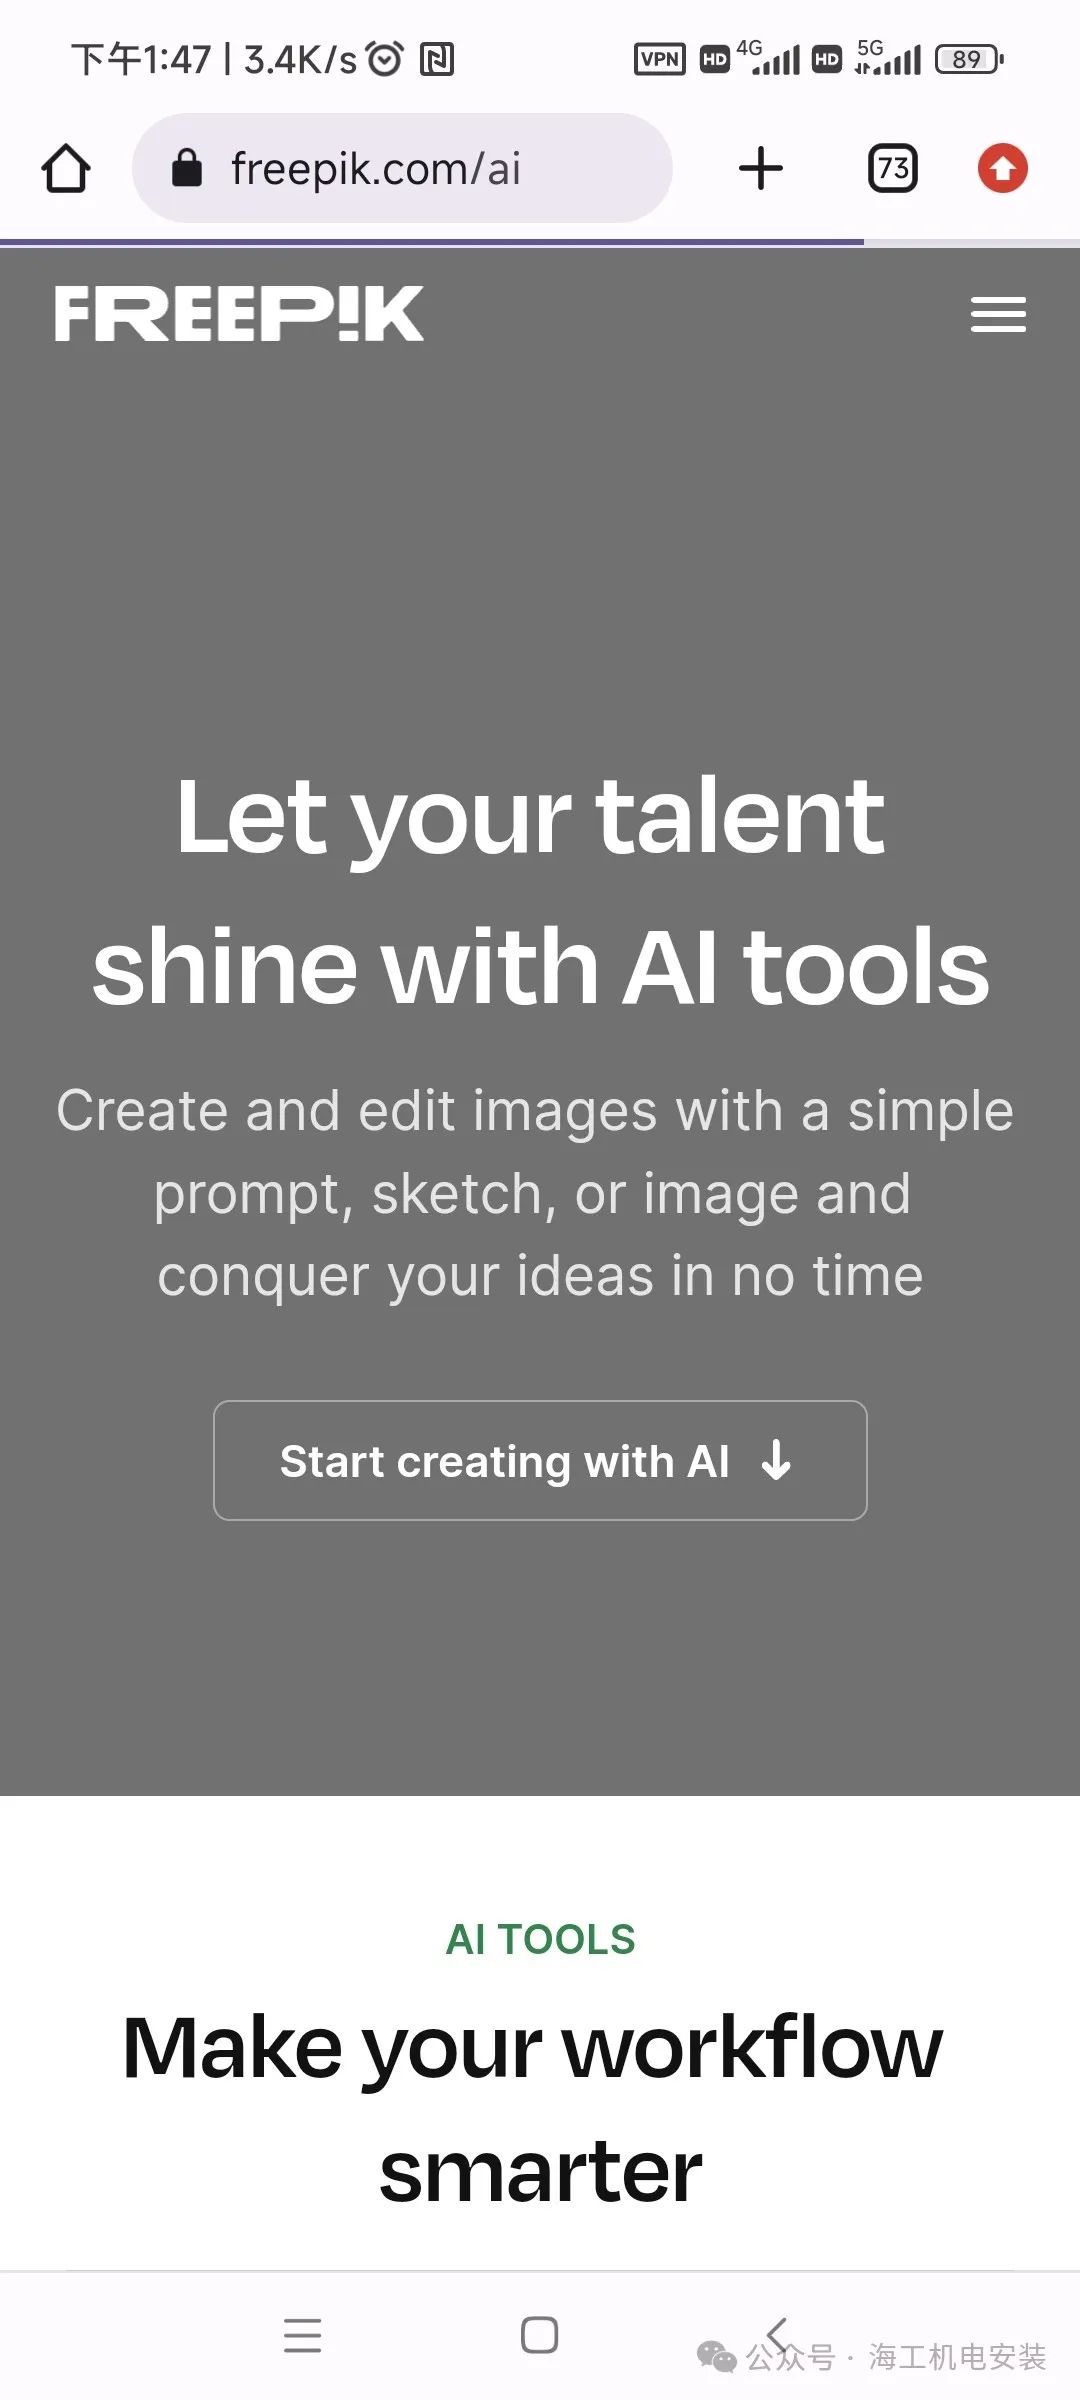 下午1:47 | 3.4K/s VPN HD 4G HD 5G 89
freepik.com/ai 73
FREEPIK
Let your talent
shine with AI tools
Create and edit images with a simple
prompt, sketch, or image and
conquer your ideas in no time
Start creating with AI ↓
AI TOOLS
Make your workflow
smarter
公众号 · 海工机电安装